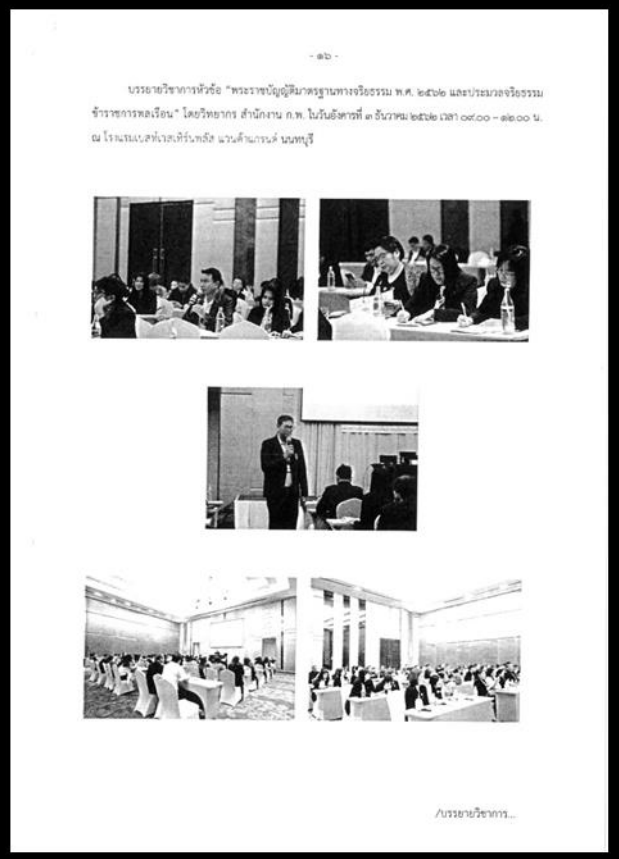 - ๑๖ -
บรรยายวิชาการหัวข้อ “พระราชบัญญัติมาตรฐานทางจริยธรรม พ.ศ. ๒๕๖๒ และประมวลจริยธรรม
ข้าราชการพลเรือน” โดยวิทยากร สำนักงาน ก.พ. ในวันอังคารที่ ๓ ธันวาคม ๒๕๖๒ เวลา ๐๙.๐๐ – ๑๒.๐๐ น.
ณ โรงแรมเบสท์เวสเทิร์นพลัส แวนด้าแกรนด์ นนทบุรี
/บรรยายวิชาการ...